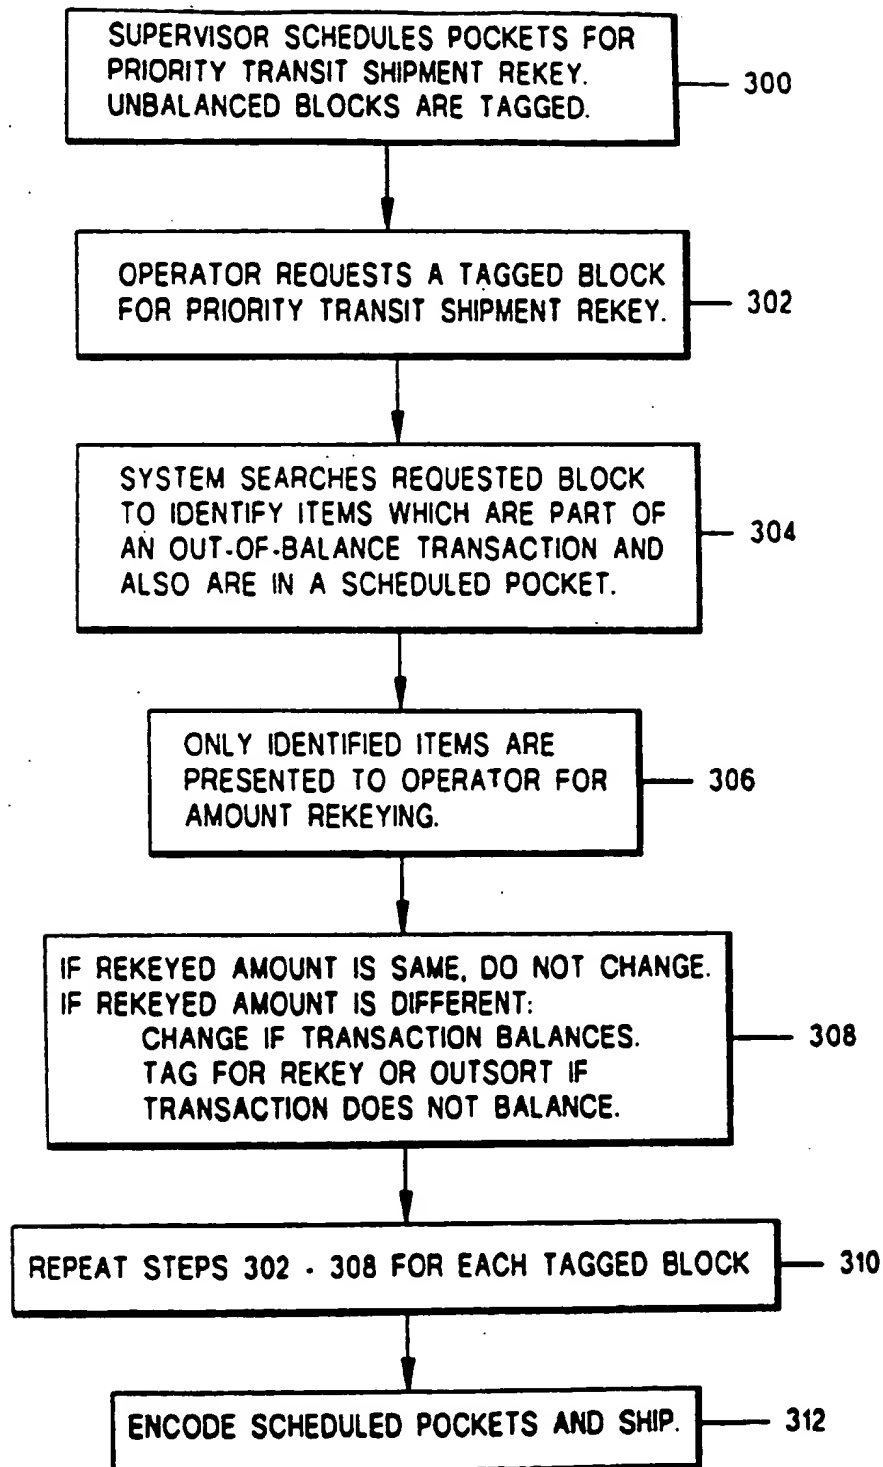 SUPERVISOR SCHEDULES POCKETS FOR
PRIORITY TRANSIT SHIPMENT REKEY.
UNBALANCED BLOCKS ARE TAGGED.
300
OPERATOR REQUESTS A TAGGED BLOCK
FOR PRIORITY TRANSIT SHIPMENT REKEY.
302
SYSTEM SEARCHES REQUESTED BLOCK
TO IDENTIFY ITEMS WHICH ARE PART OF
AN OUT-OF-BALANCE TRANSACTION AND
ALSO ARE IN A SCHEDULED POCKET.
304
ONLY IDENTIFIED ITEMS ARE
PRESENTED TO OPERATOR FOR
AMOUNT REKEYING.
306
IF REKEYED AMOUNT IS SAME, DO NOT CHANGE.
IF REKEYED AMOUNT IS DIFFERENT:
CHANGE IF TRANSACTION BALANCES.
TAG FOR REKEY OR OUTSORT IF
TRANSACTION DOES NOT BALANCE.
308
REPEAT STEPS 302 - 308 FOR EACH TAGGED BLOCK
310
ENCODE SCHEDULED POCKETS AND SHIP.
312